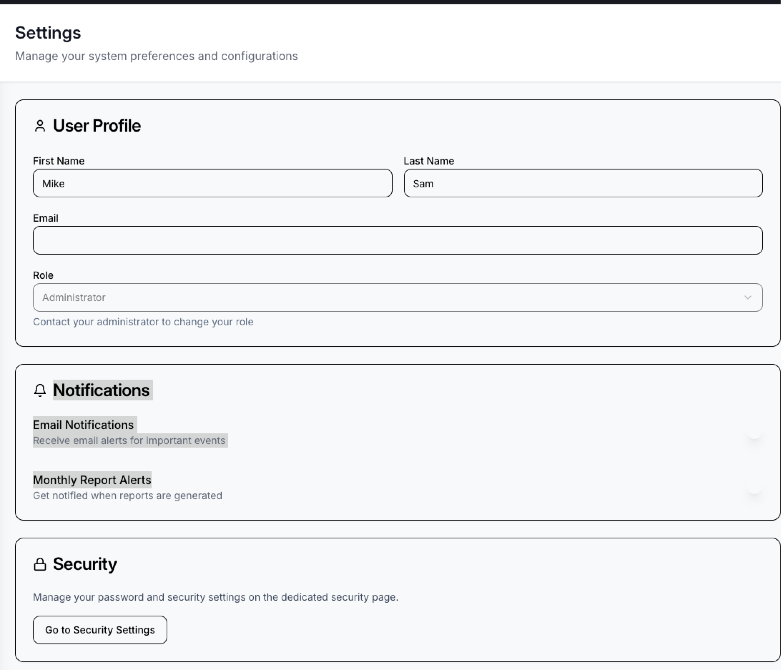 Settings
Manage your system preferences and configurations
User Profile
First Name
Last Name
Mike
Sam
Email
Role
Administrator
Contact your administrator to change your role
Notifications
Email Notifications
Receive email alerts for important events
Monthly Report Alerts
Get notified when reports are generated
Security
Manage your password and security settings on the dedicated security page.
Go to Security Settings